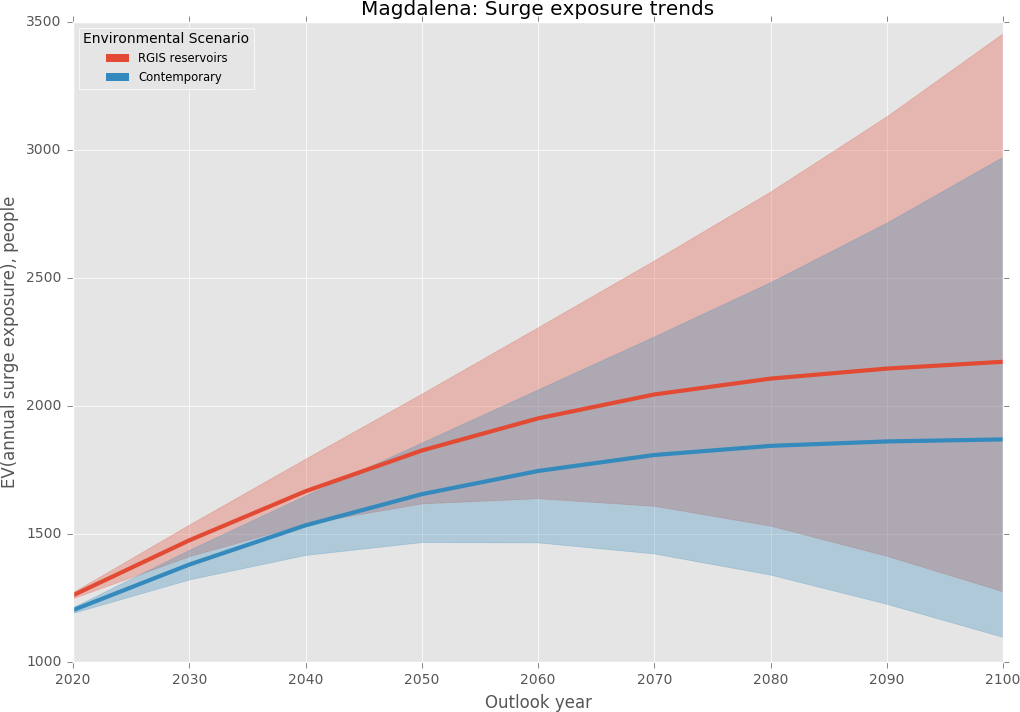 Magdalena: Surge exposure trends
3500
3000
2500
2000
1500
1000
EV(annual surge exposure), people
Environmental Scenario
RGIS reservoirs
Contemporary
2020 2030 2040 2050 2060 2070 2080 2090 2100
Outlook year